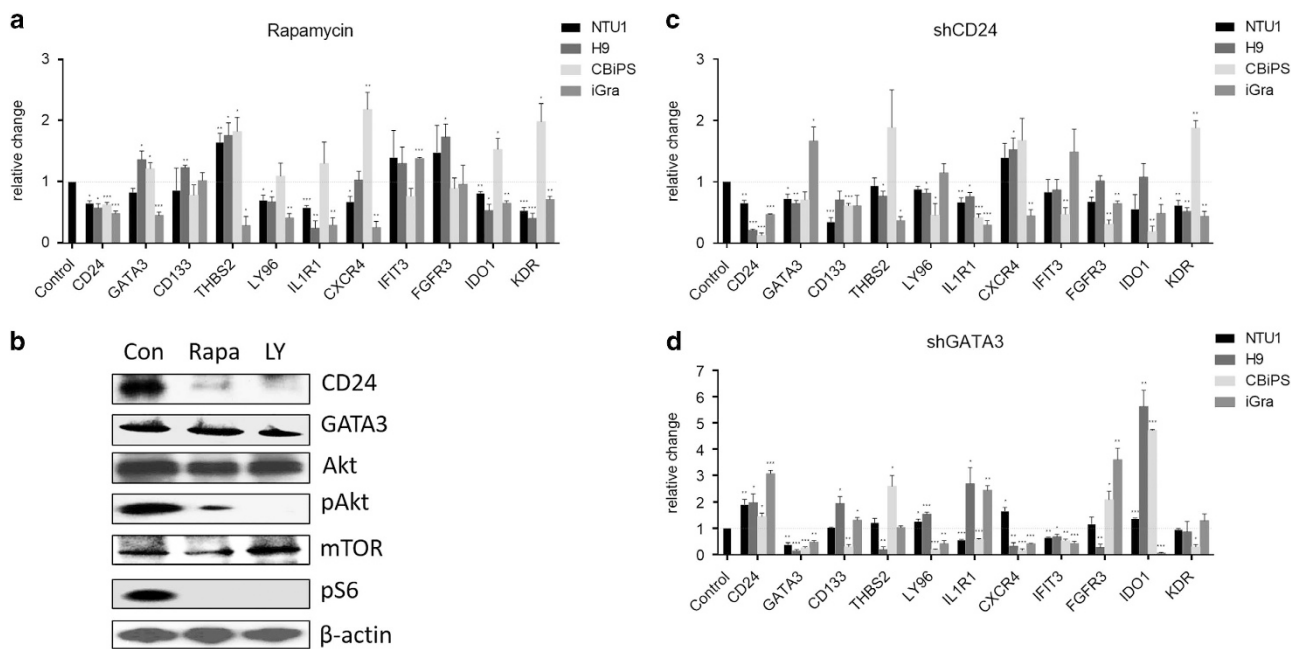 a
Rapamycin
NTU1
H9
CBiPS
iGra
relative change
3
2
1
0
Control
CD24
GATA3
CD133
THBS2
LY96
IL1R1
CXCR4
IFIT3
FGFR3
IDO1
KDR
b
Con Rapa LY
CD24
GATA3
Akt
pAkt
mTOR
pS6
β-actin
c
shCD24
NTU1
H9
CBiPS
iGra
relative change
3
2
1
0
Control
CD24
GATA3
CD133
THBS2
LY96
IL1R1
CXCR4
IFIT3
FGFR3
IDO1
KDR
d
shGATA3
NTU1
H9
CBiPS
iGra
relative change
7
6
5
4
3
2
1
0
Control
CD24
GATA3
CD133
THBS2
LY96
IL1R1
CXCR4
IFIT3
FGFR3
IDO1
KDR